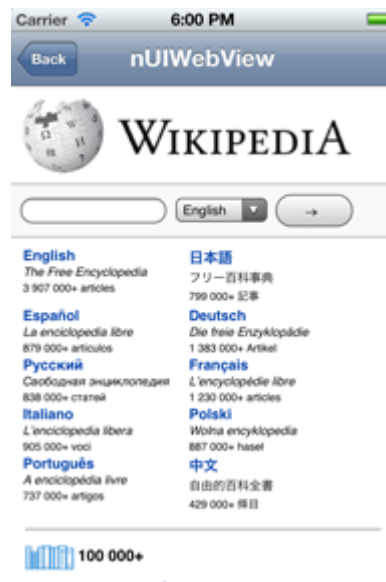 Carrier 6:00 PM
Back nUIWebView
WIKIPEDIA
English →
English
The Free Encyclopedia
3 907 000+ articles
日本語
フリー百科事典
799 000+ 記事
Español
La enciclopedia libre
879 000+ artículos
Deutsch
Die freie Enzyklopädie
1 383 000+ Artikel
Русский
Свободная энциклопедия
838 000+ статей
Français
L'encyclopédie libre
1 230 000+ articles
Italiano
L'enciclopedia libera
905 000+ voci
Polski
Wolna encyklopedia
887 000+ haseł
Português
A enciclopédia livre
737 000+ artigos
中文
自由的百科全書
429 000+ 條目
100 000+